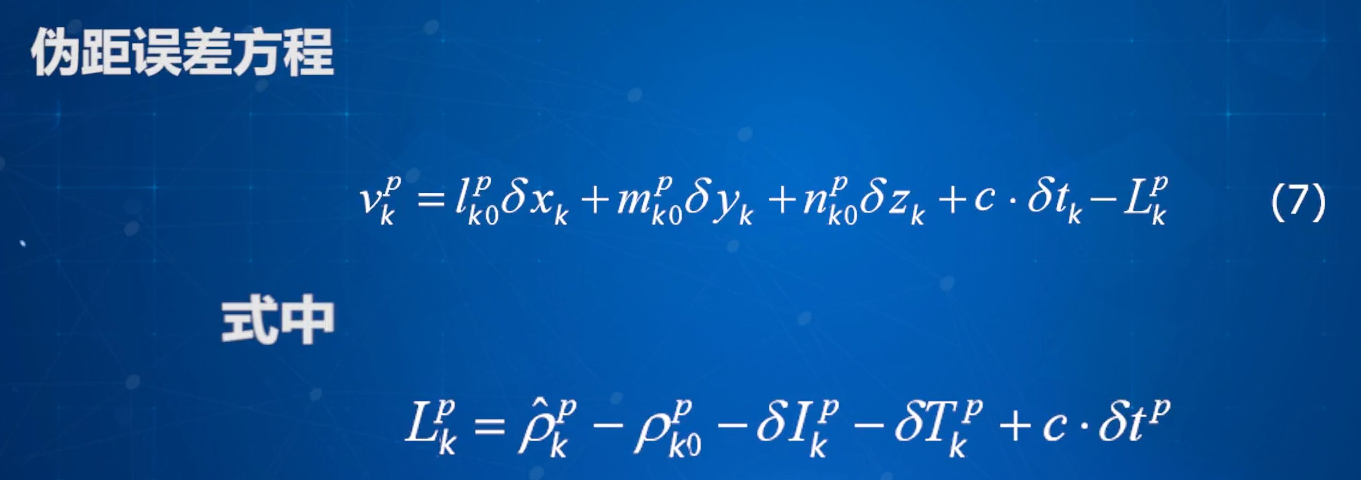 伪距误差方程
$v_k^p = l_{k0}^p \delta x_k + m_{k0}^p \delta y_k + n_{k0}^p \delta z_k + c \cdot \delta t_k - L_k^p$ (7)
式中
$L_k^p = \hat{\rho}_k^p - \rho_{k0}^p - \delta I_k^p - \delta T_k^p + c \cdot \delta t^p$